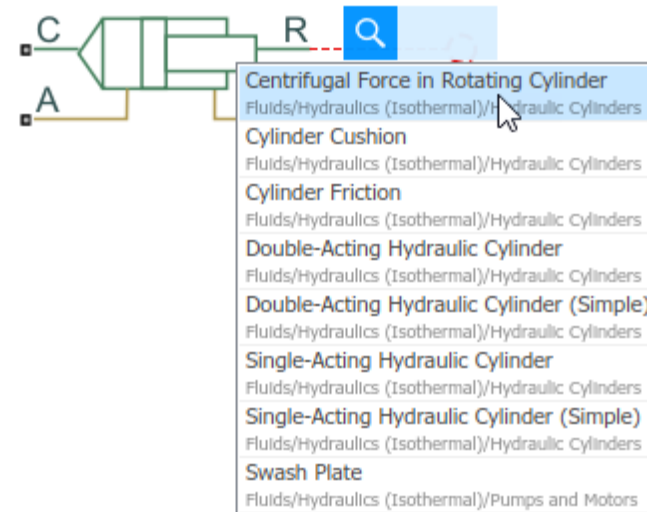 C
R
A
Centrifugal Force in Rotating Cylinder
Fluids/Hydraulics (Isothermal)/Hydraulic Cylinders
Cylinder Cushion
Fluids/Hydraulics (Isothermal)/Hydraulic Cylinders
Cylinder Friction
Fluids/Hydraulics (Isothermal)/Hydraulic Cylinders
Double-Acting Hydraulic Cylinder
Fluids/Hydraulics (Isothermal)/Hydraulic Cylinders
Double-Acting Hydraulic Cylinder (Simple)
Fluids/Hydraulics (Isothermal)/Hydraulic Cylinders
Single-Acting Hydraulic Cylinder
Fluids/Hydraulics (Isothermal)/Hydraulic Cylinders
Single-Acting Hydraulic Cylinder (Simple)
Fluids/Hydraulics (Isothermal)/Hydraulic Cylinders
Swash Plate
Fluids/Hydraulics (Isothermal)/Pumps and Motors